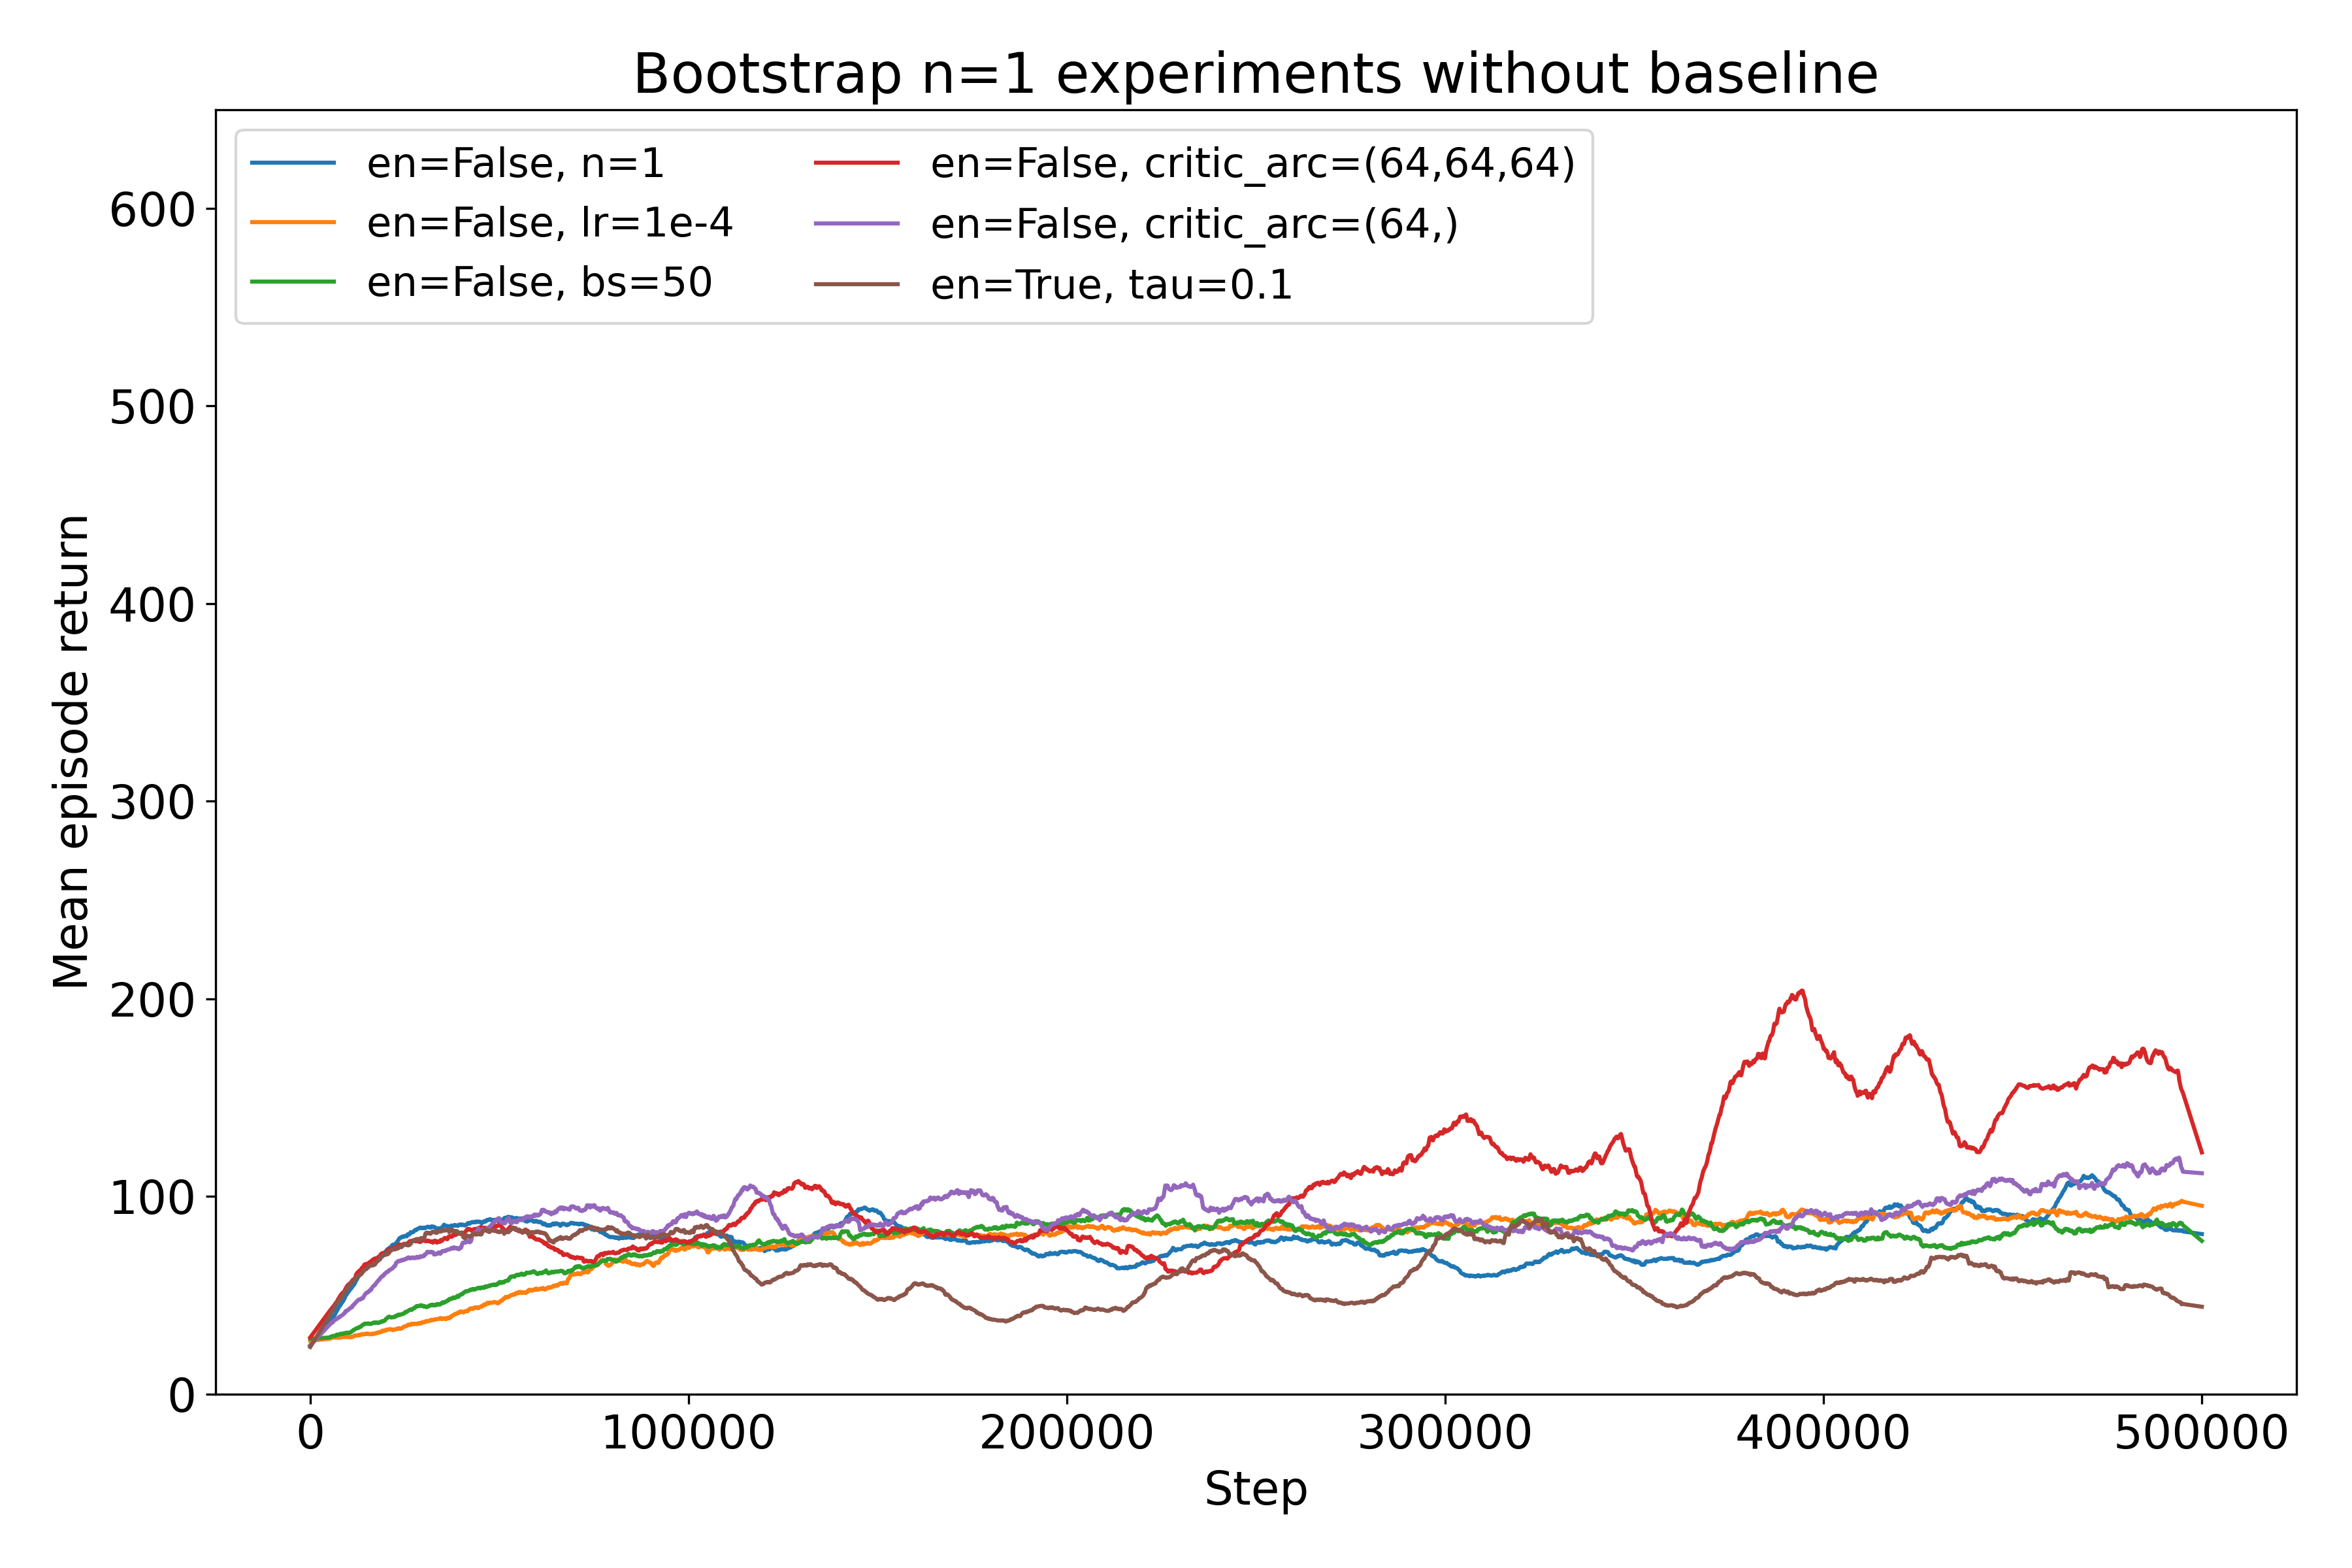 Bootstrap n=1 experiments without baseline
en=False, n=1
en=False, lr=1e-4
en=False, bs=50
en=False, critic_arc=(64,64,64)
en=False, critic_arc=(64,)
en=True, tau=0.1
Mean episode return
600
500
400
300
200
100
0
0 100000 200000 300000 400000 500000
Step